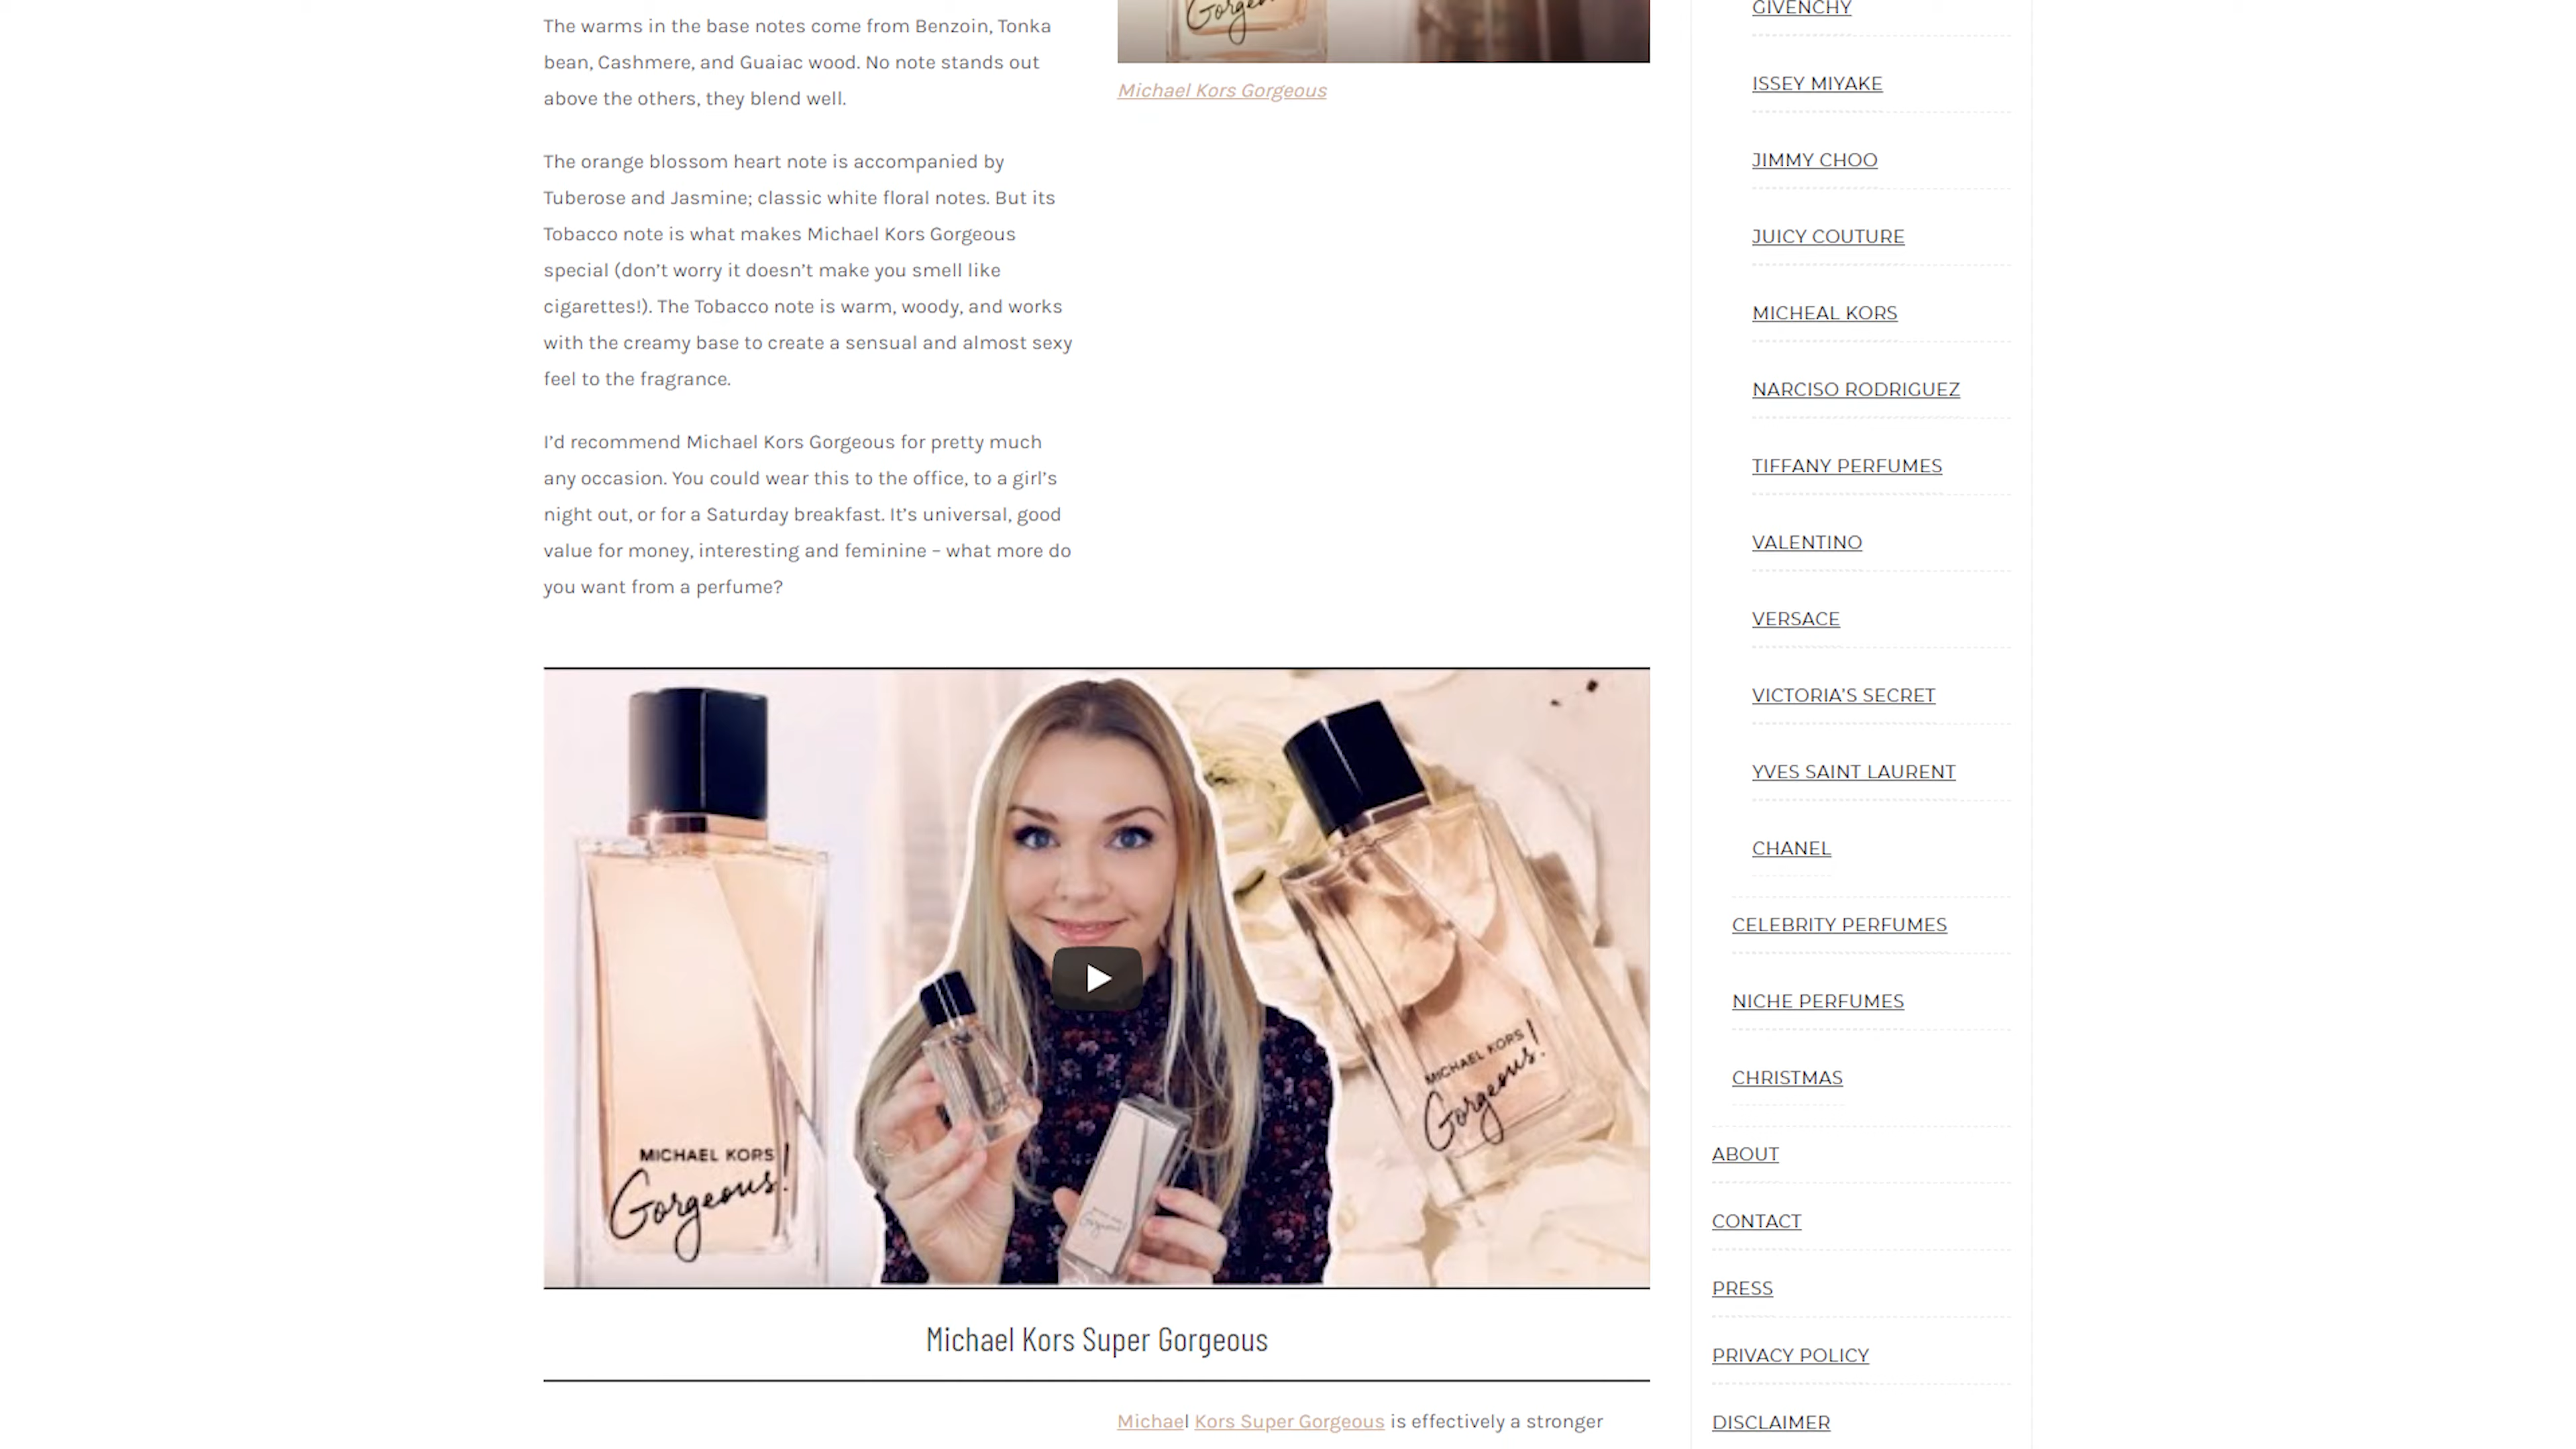 The warms in the base notes come from Benzoin, Tonka
bean, Cashmere, and Guaiac wood. No note stands out
above the others, they blend well.
The orange blossom heart note is accompanied by
Tuberose and Jasmine; classic white floral notes. But its
Tobacco note is what makes Michael Kors Gorgeous
special (don’t worry it doesn’t make you smell like
cigarettes!). The Tobacco note is warm, woody, and works
with the creamy base to create a sensual and almost sexy
feel to the fragrance.
I’d recommend Michael Kors Gorgeous for pretty much
any occasion. You could wear this to the office, to a girl’s
night out, or for a Saturday breakfast. It’s universal, good
value for money, interesting and feminine – what more do
you want from a perfume?
Michael Kors Gorgeous
MICHAEL KORS
Gorgeous!
MICHAEL KORS
Gorgeous!
Michael Kors Super Gorgeous
Michael Kors Super Gorgeous is effectively a stronger
GIVENCHY
ISSEY MIYAKE
JIMMY CHOO
JUICY COUTURE
MICHEAL KORS
NARCISO RODRIGUEZ
TIFFANY PERFUMES
VALENTINO
VERSACE
VICTORIA’S SECRET
YVES SAINT LAURENT
CHANEL
CELEBRITY PERFUMES
NICHE PERFUMES
CHRISTMAS
ABOUT
CONTACT
PRESS
PRIVACY POLICY
DISCLAIMER